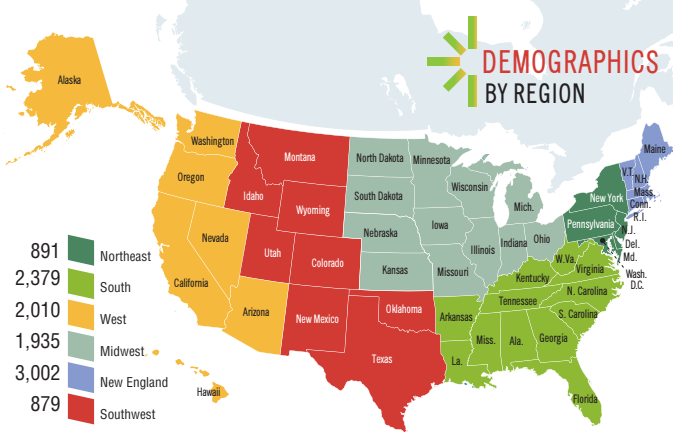 DEMOGRAPHICS
BY REGION
Alaska
Washington
Oregon
Nevada
California
Arizona
Hawaii
Montana
Idaho
Wyoming
Utah
Colorado
New Mexico
Oklahoma
Texas
North Dakota
Minnesota
South Dakota
Wisconsin
Mich.
Nebraska
Iowa
Illinois
Indiana
Ohio
Kansas
Missouri
Maine
V.T.
N.H.
Mass.
Conn.
R.I.
New York
Pennsylvania
N.J.
Del.
Md.
Wash.
D.C.
W.Va.
Virginia
Kentucky
N. Carolina
Tennessee
S. Carolina
Arkansas
Miss.
Ala.
Georgia
La.
Florida
891 Northeast
2,379 South
2,010 West
1,935 Midwest
3,002 New England
879 Southwest